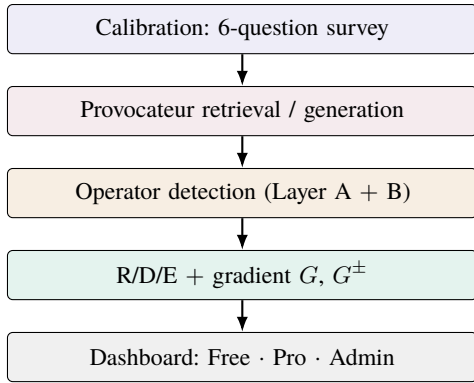 Calibration: 6-question survey
Provocateur retrieval / generation
Operator detection (Layer A + B)
R/D/E + gradient G, G±
Dashboard: Free · Pro · Admin